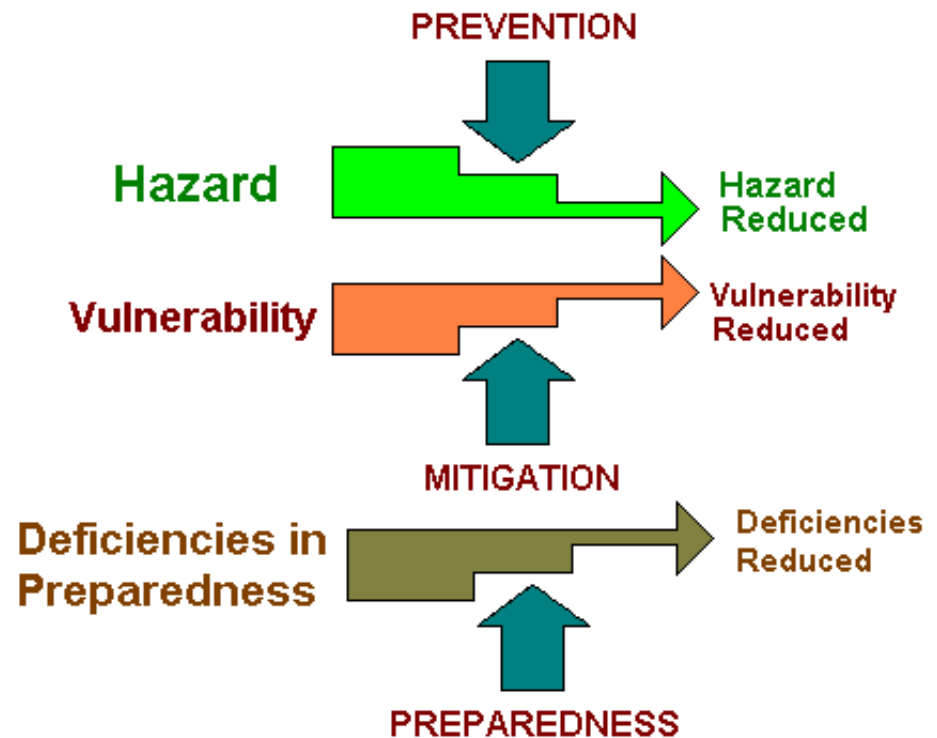 PREVENTION
Hazard
Hazard
Reduced
Vulnerability
Vulnerability
Reduced
MITIGATION
Deficiencies in
Preparedness
Deficiencies
Reduced
PREPAREDNESS